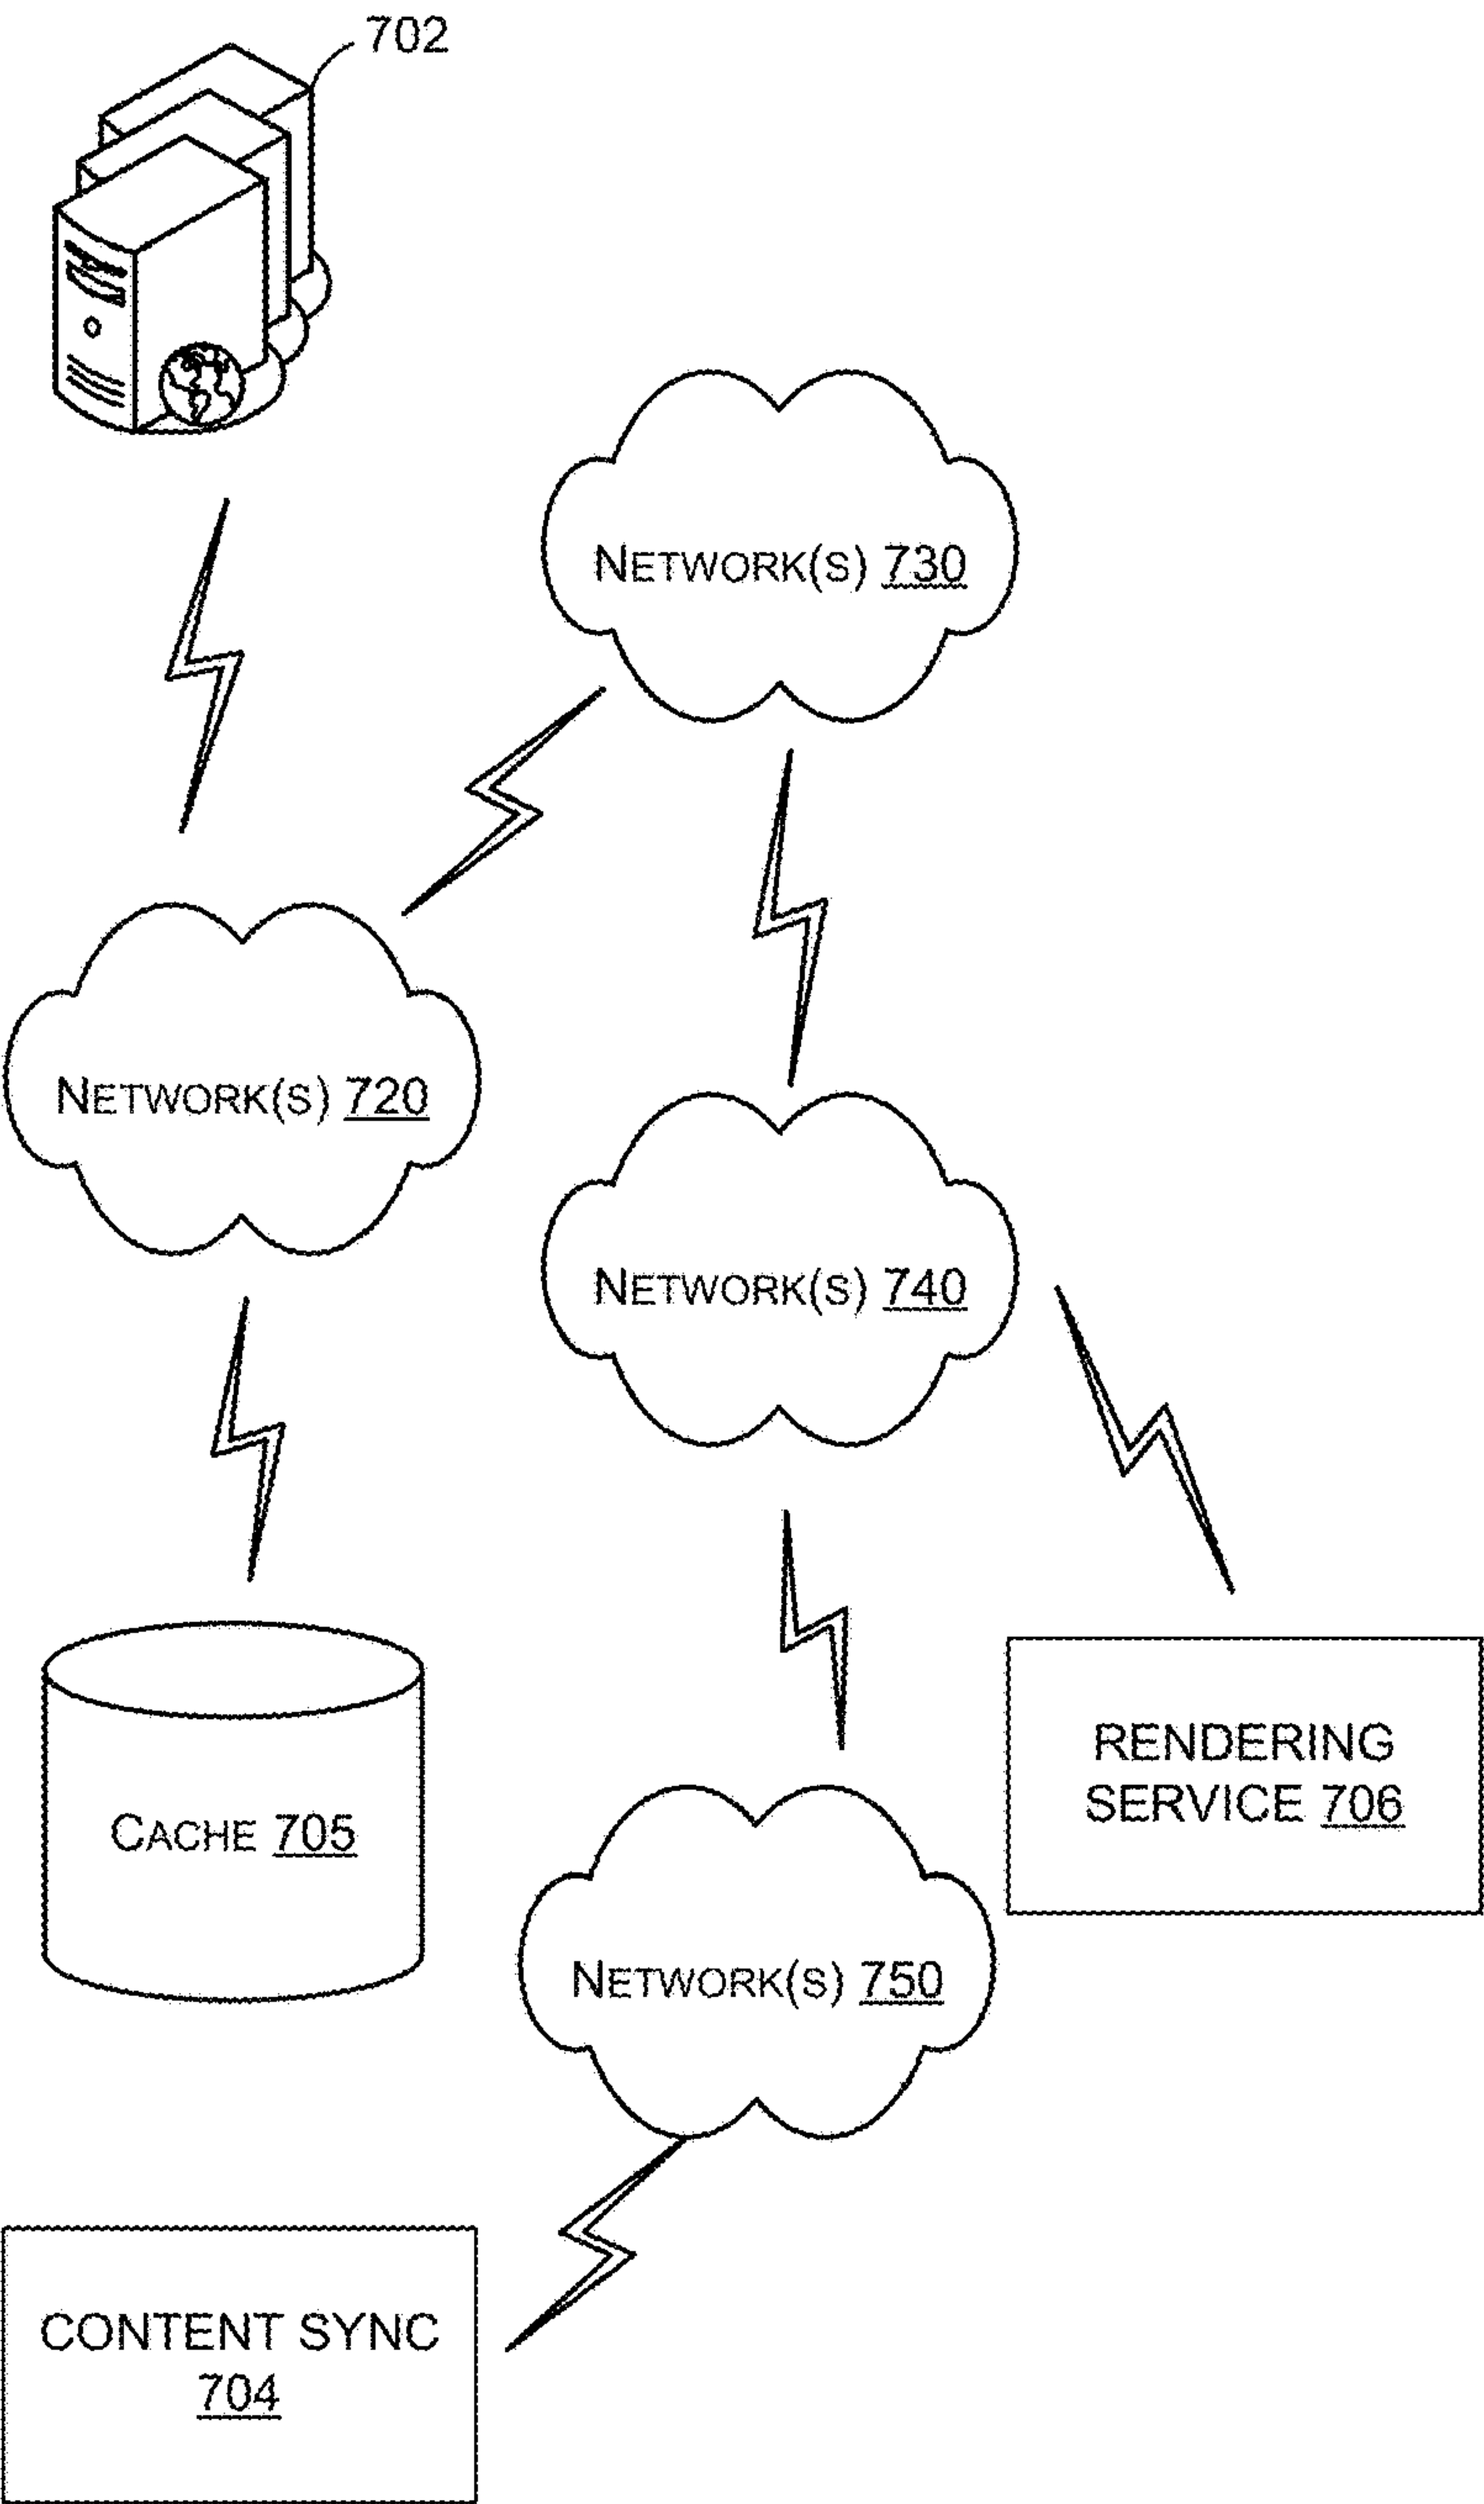 702
NETWORK(S) 730
NETWORK(S) 720
NETWORK(S) 740
RENDERING
SERVICE 706
CACHE 705
NETWORK(S) 750
CONTENT SYNC
704